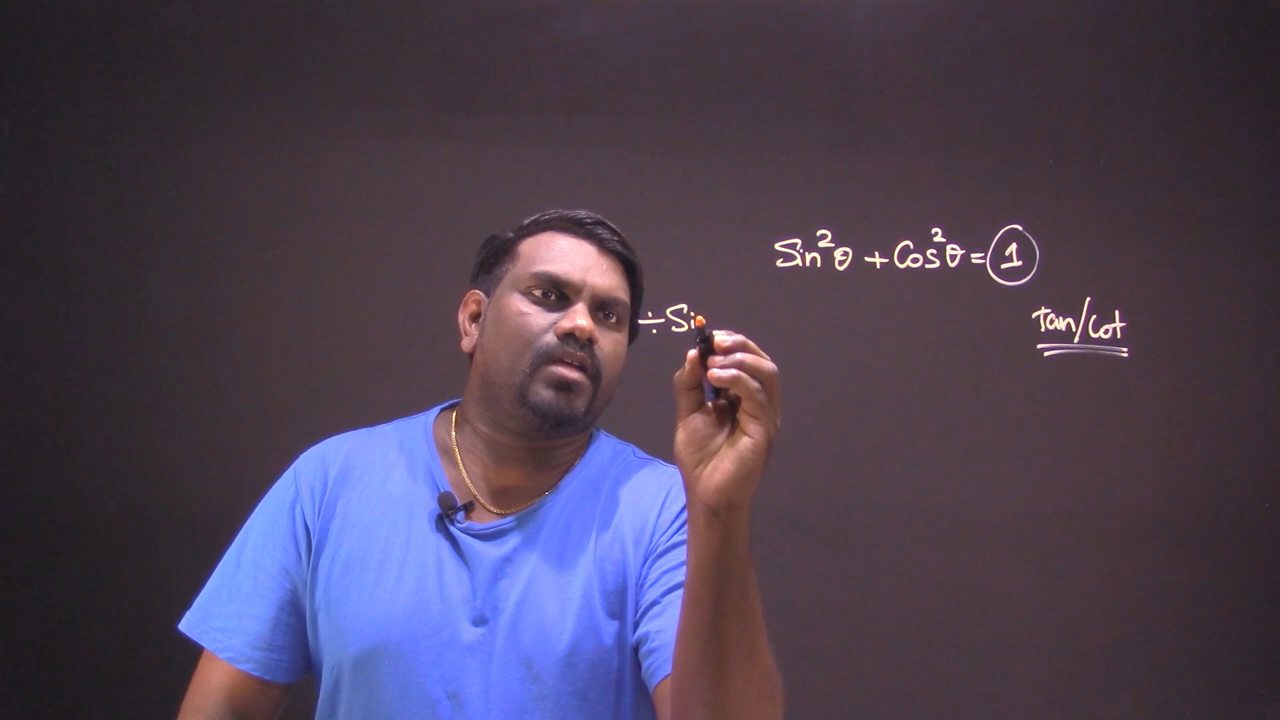 Sin²θ + Cos²θ = 1
÷ Si
tan/Cot